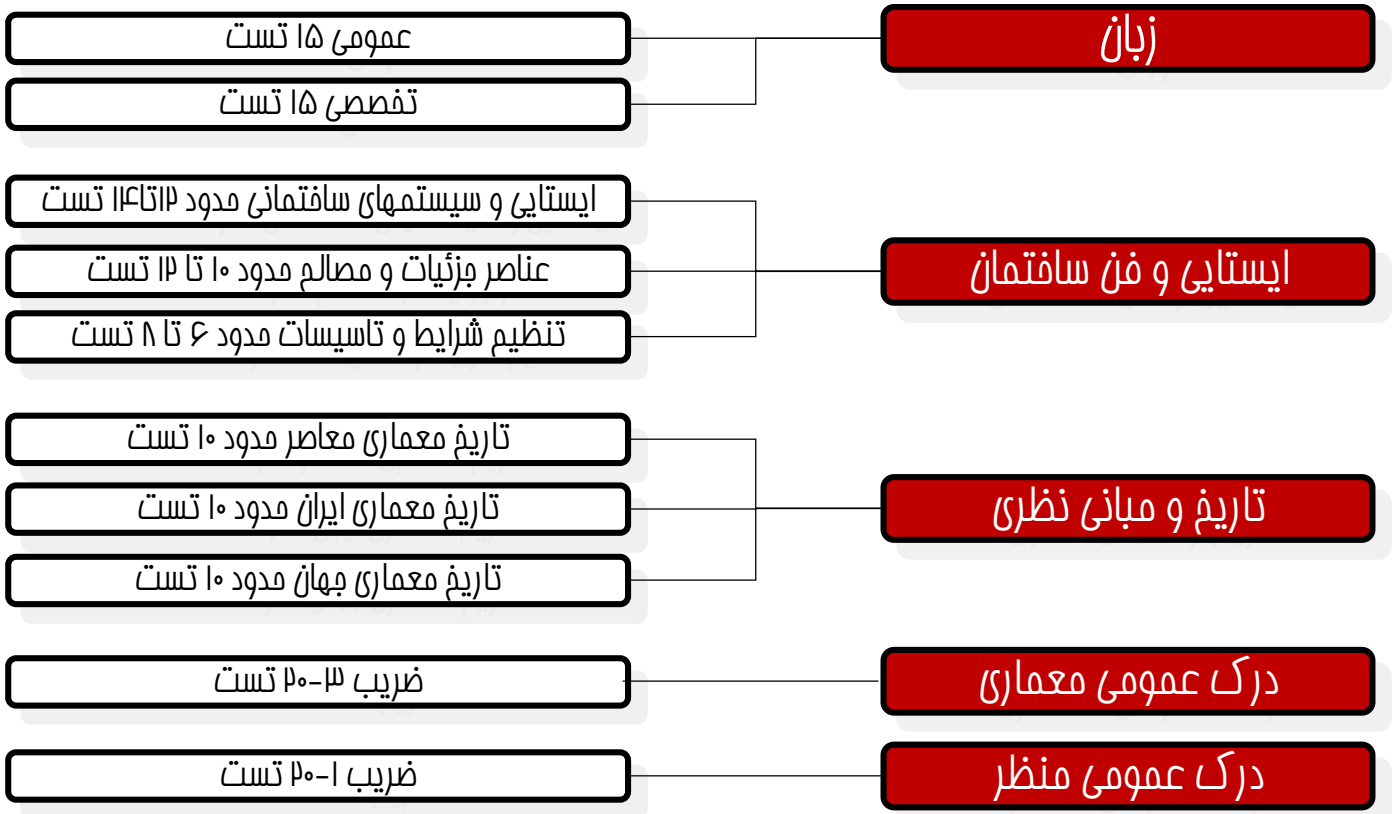 زبان
عمومی ۱۵ تست
تخصصی ۱۵ تست
ایستایی و فن ساختمان
ایستایی و سیستمهای ساختمانی حدود ۱۲تا۱۴ تست
عناصر جزئیات و مصالح حدود ۱۰ تا ۱۲ تست
تنظیم شرایط و تاسیسات حدود ۶ تا ۸ تست
تاریخ و مبانی نظری
تاریخ معماری معاصر حدود ۱۰ تست
تاریخ معماری ایران حدود ۱۰ تست
تاریخ معماری جهان حدود ۱۰ تست
درک عمومی معماری
ضریب ۳-۲۰ تست
درک عمومی منظر
ضریب ۱-۲۰ تست